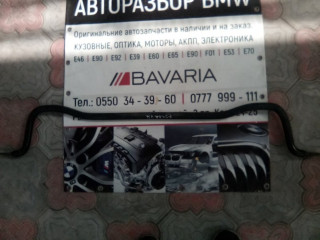 АВТОРАЗБОР BMW
Оригинальные автозапчасти в наличии и на заказ
КУЗОВНЫЕ, ОПТИКА, МОТОРЫ, АКПП, ЭЛЕКТРОНИКА
E46 | E90 | E92 | E39 | E60 | E65 | E90 | F01 | E53 | E70
BAVARIA
Тел.: 0550 34-39-60 | 0777 999-111